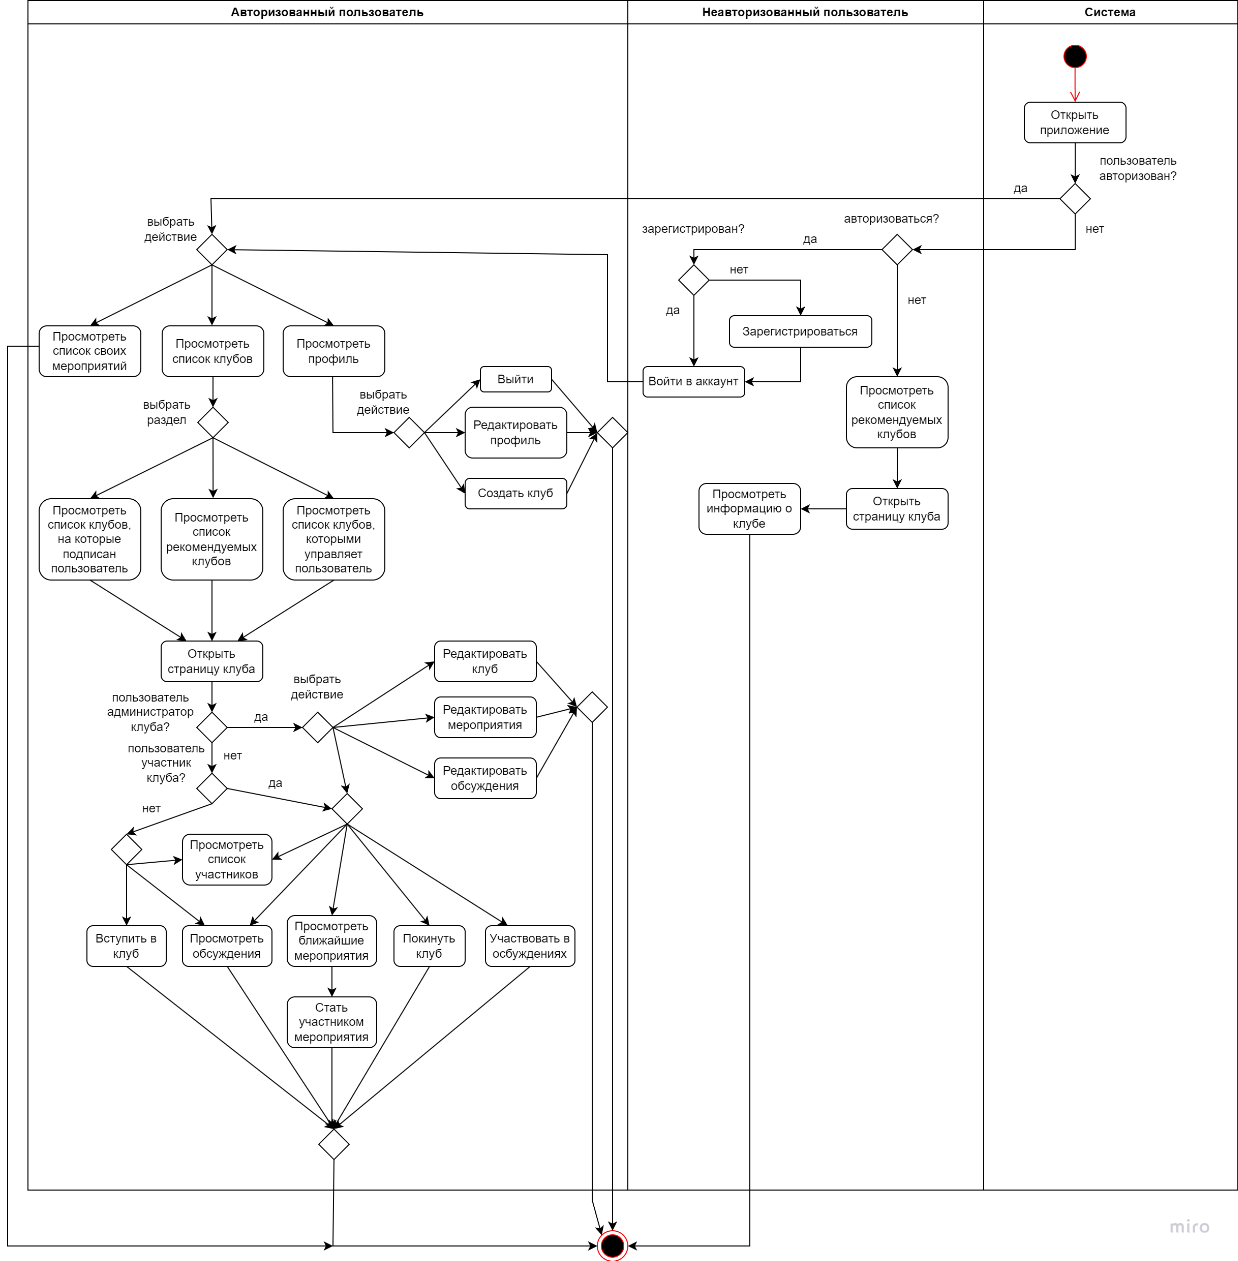 Авторизованный пользователь
Неавторизованный пользователь
Система
Открыть
приложение
пользователь
авторизован?
да
нет
авторизоваться?
да
нет
зарегистрирован?
нет
да
Зарегистрироваться
Войти в аккаунт
Просмотреть
список
рекомендуемых
клубов
Открыть
страницу клуба
Просмотреть
информацию о
клубе
выбрать
действие
Просмотреть
список своих
мероприятий
Просмотреть
список клубов
Просмотреть
профиль
выбрать
действие
Выйти
Редактировать
профиль
Создать клуб
выбрать
раздел
Просмотреть
список клубов,
на которые
подписан
пользователь
Просмотреть
список
рекомендуемых
клубов
Просмотреть
список клубов,
которыми
управляет
пользователь
Открыть
страницу клуба
пользователь
администратор
клуба?
да
нет
выбрать
действие
Редактировать
клуб
Редактировать
мероприятия
Редактировать
обсуждения
пользователь
участник
клуба?
да
нет
Просмотреть
список
участников
Вступить в
клуб
Просмотреть
обсуждения
Просмотреть
ближайшие
мероприятия
Покинуть
клуб
Участвовать в
осбуждениях
Стать
участником
мероприятия
miro